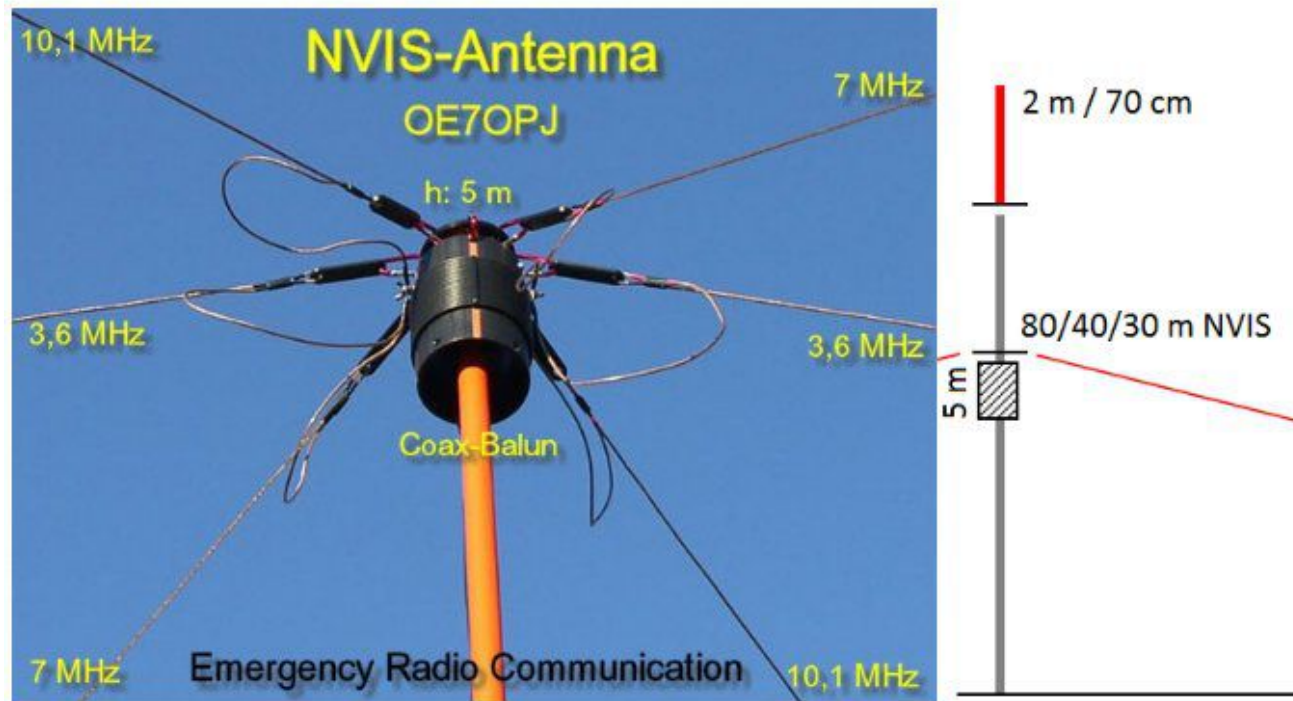 10,1 MHz
NVIS-Antenna
OE7OPJ
7 MHz
h: 5 m
3,6 MHz
3,6 MHz
Coax-Balun
7 MHz
Emergency Radio Communication
10,1 MHz
2 m / 70 cm
80/40/30 m NVIS
5 m